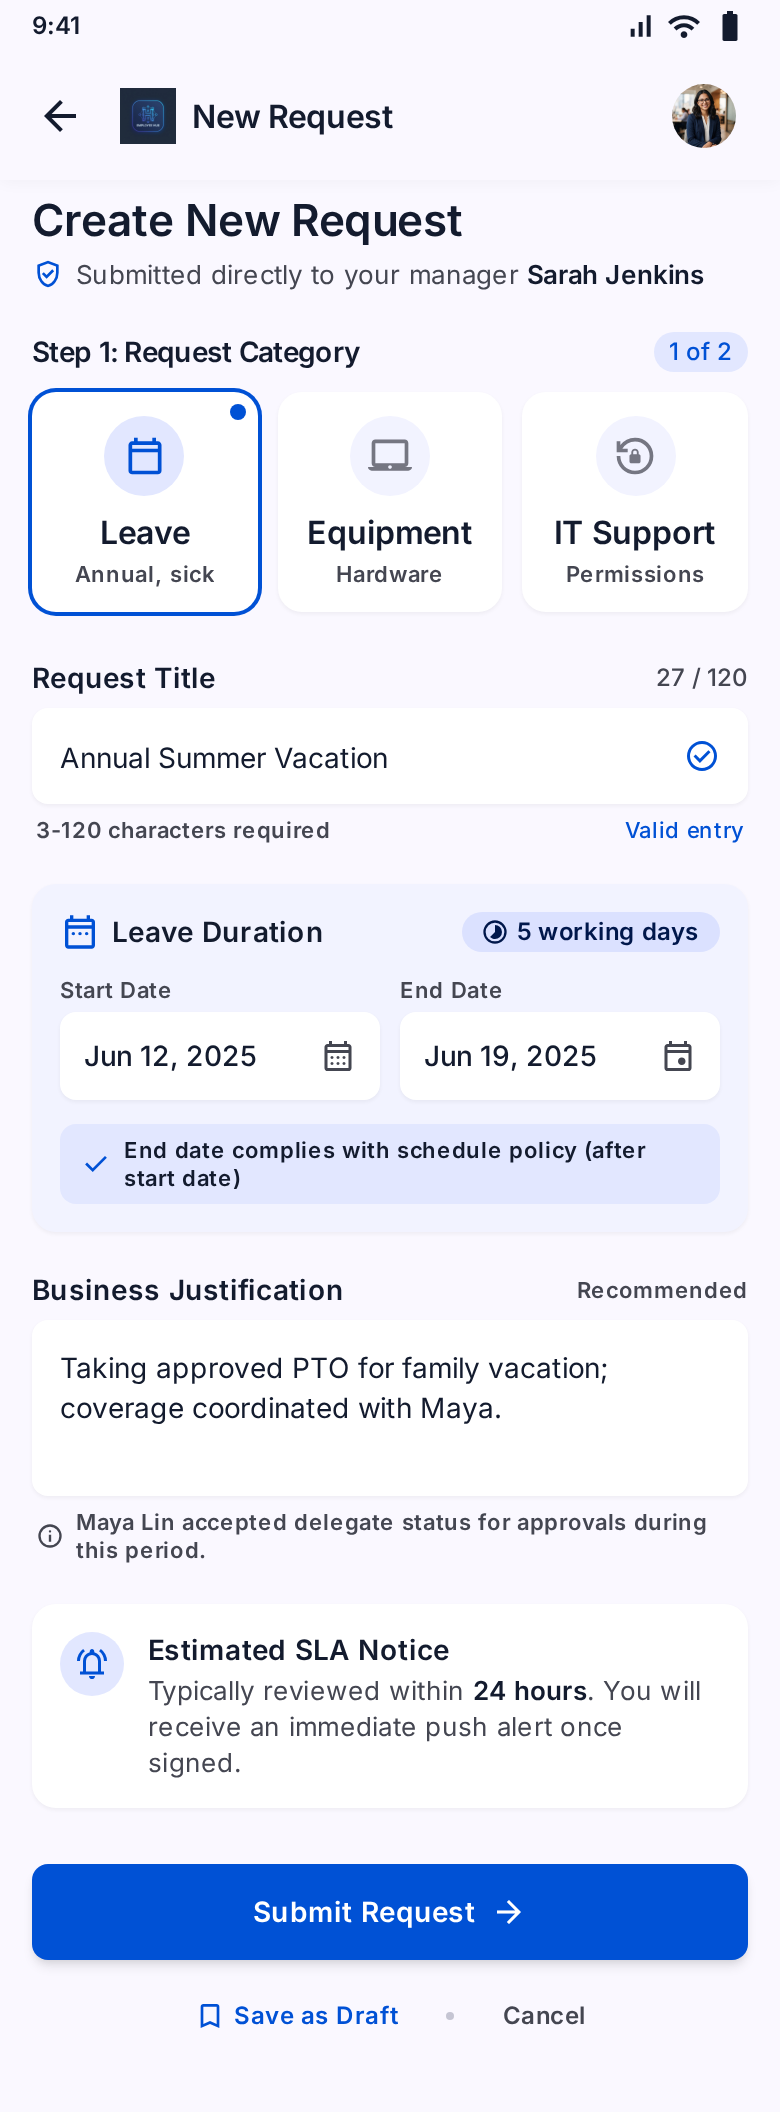 9:41
New Request
Create New Request
Submitted directly to your manager Sarah Jenkins
Step 1: Request Category
1 of 2
Leave
Annual, sick
Equipment
Hardware
IT Support
Permissions
Request Title
27 / 120
Annual Summer Vacation
3-120 characters required
Valid entry
Leave Duration
5 working days
Start Date
End Date
Jun 12, 2025
Jun 19, 2025
End date complies with schedule policy (after
start date)
Business Justification
Recommended
Taking approved PTO for family vacation;
coverage coordinated with Maya.
Maya Lin accepted delegate status for approvals during
this period.
Estimated SLA Notice
Typically reviewed within 24 hours. You will
receive an immediate push alert once
signed.
Submit Request
Save as Draft
Cancel